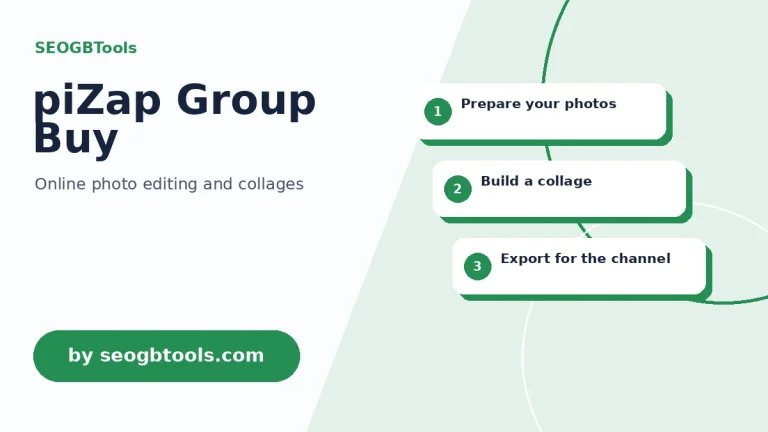 SEOGBTools
piZap Group
Buy
Online photo editing and collages
1 Prepare your photos
2 Build a collage
3 Export for the channel
by seogbtools.com